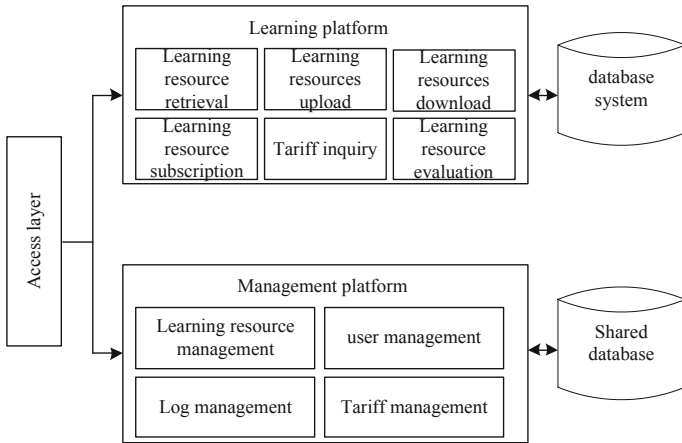 Learning platform
Learning
resource
retrieval
Learning
resources
upload
Learning
resources
download
Learning
resource
subscription
Tariff inquiry
Learning
resource
evaluation
database
system
Access layer
Management platform
Learning resource
management
user management
Log management
Tariff management
Shared
database